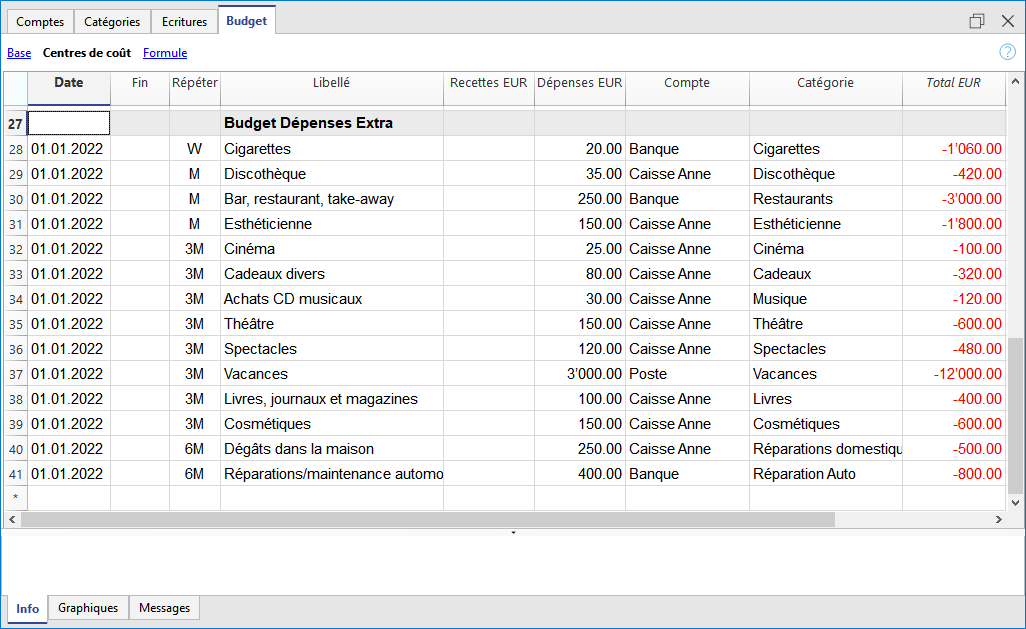 Comptes Catégories Ecritures Budget
Base Centres de coût Formule ?
Date Fin Répéter Libellé Recettes EUR Dépenses EUR Compte Catégorie Total EUR
27 Budget Dépenses Extra
28 01.01.2022 W Cigarettes 20.00 Banque Cigarettes -1'060.00
29 01.01.2022 M Discothèque 35.00 Caisse Anne Discothèque -420.00
30 01.01.2022 M Bar, restaurant, take-away 250.00 Banque Restaurants -3'000.00
31 01.01.2022 M Esthéticienne 150.00 Caisse Anne Esthéticienne -1'800.00
32 01.01.2022 3M Cinéma 25.00 Caisse Anne Cinéma -100.00
33 01.01.2022 3M Cadeaux divers 80.00 Caisse Anne Cadeaux -320.00
34 01.01.2022 3M Achats CD musicaux 30.00 Caisse Anne Musique -120.00
35 01.01.2022 3M Théâtre 150.00 Caisse Anne Théâtre -600.00
36 01.01.2022 3M Spectacles 120.00 Caisse Anne Spectacles -480.00
37 01.01.2022 3M Vacances 3'000.00 Poste Vacances -12'000.00
38 01.01.2022 3M Livres, journaux et magazines 100.00 Caisse Anne Livres -400.00
39 01.01.2022 3M Cosmétiques 150.00 Caisse Anne Cosmétiques -600.00
40 01.01.2022 6M Dégâts dans la maison 250.00 Caisse Anne Réparations domestiqu -500.00
41 01.01.2022 6M Réparations/maintenance automo 400.00 Banque Réparation Auto -800.00
*
Info Graphiques Messages